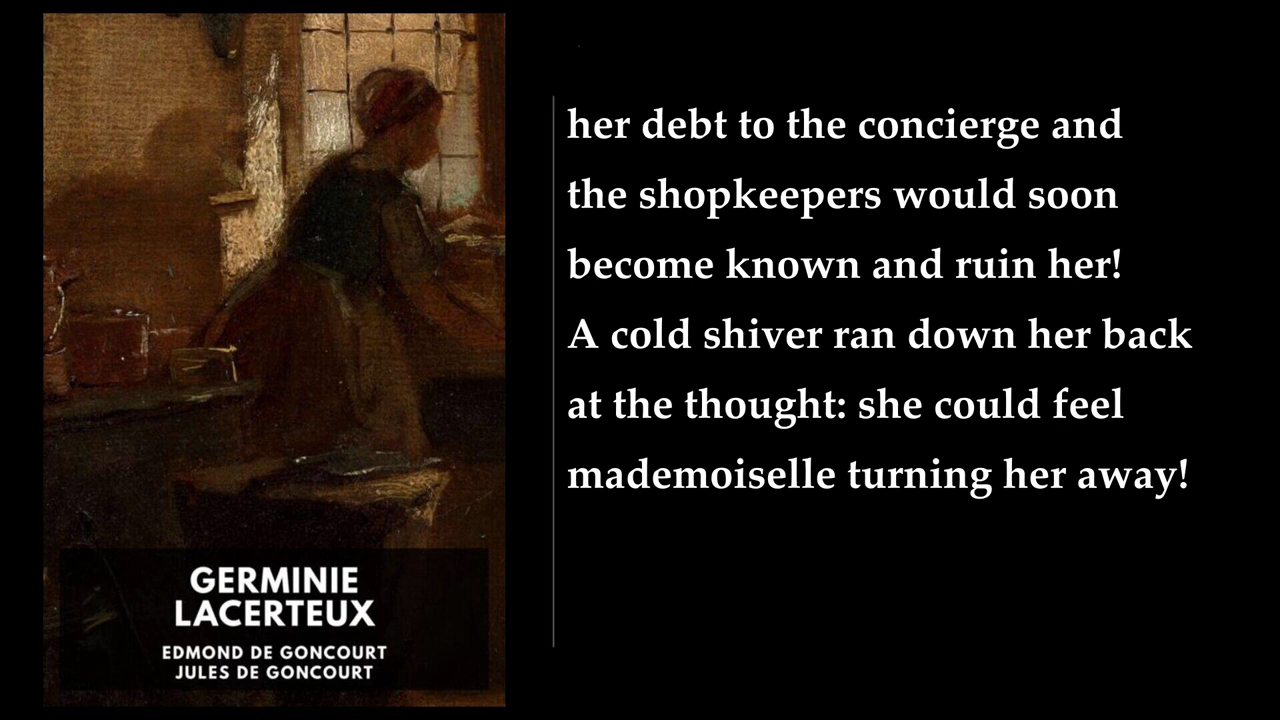 her debt to the concierge and
the shopkeepers would soon
become known and ruin her!
A cold shiver ran down her back
at the thought: she could feel
mademoiselle turning her away!
GERMINIE
LACERTEUX
EDMOND DE GONCOURT
JULES DE GONCOURT